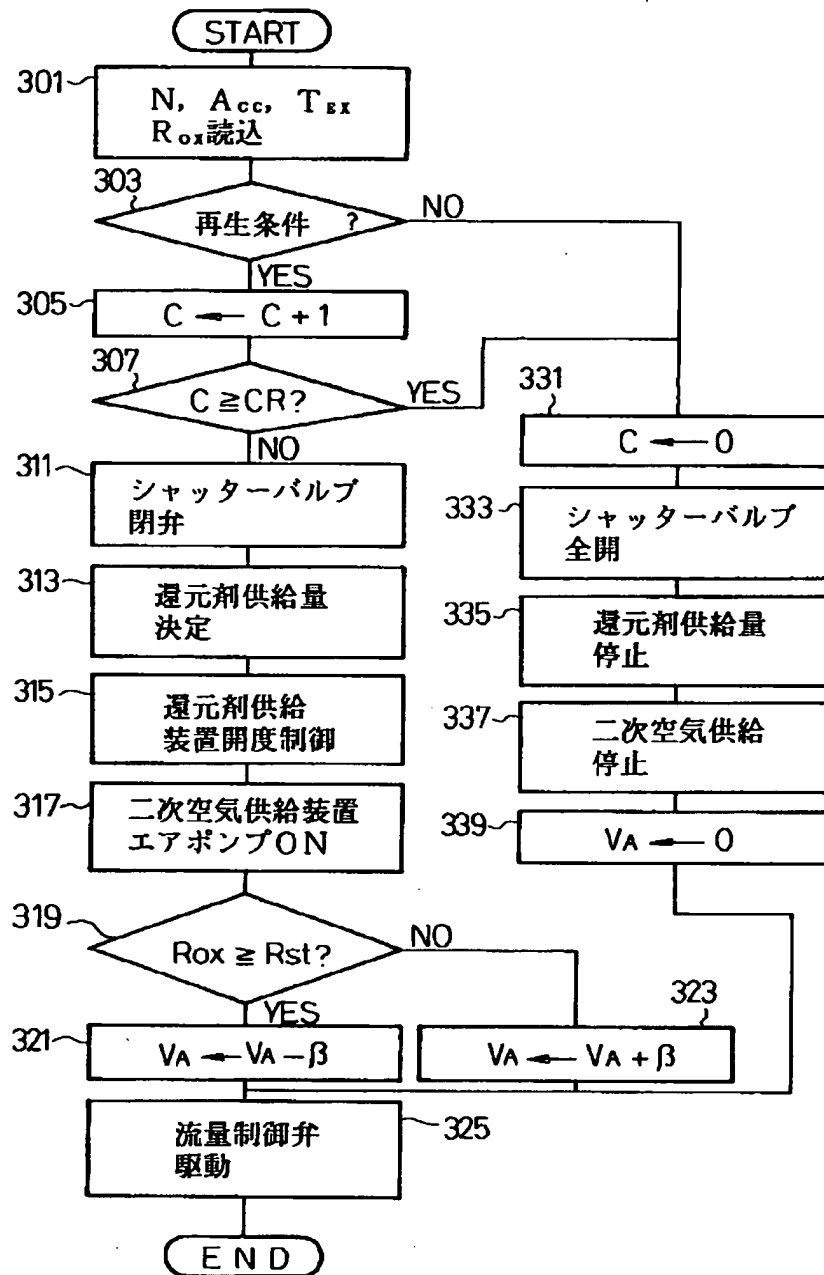 START
301
N, Acc, TEX
Rox読込
303
再生条件 ?
NO
YES
305
C ← C+1
307
C≧CR?
YES
NO
311
シャッターバルブ
閉弁
313
還元剤供給量
決定
315
還元剤供給
装置開度制御
317
二次空気供給装置
エアポンプON
319
Rox ≧ Rst?
NO
YES
321
VA ← VA-β
323
VA ← VA+β
325
流量制御弁
駆動
END
331
C ← 0
333
シャッターバルブ
全開
335
還元剤供給量
停止
337
二次空気供給
停止
339
VA ← 0